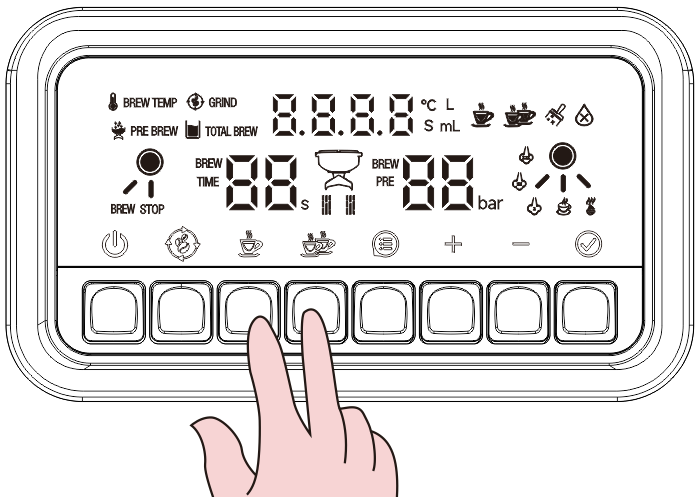 BREW TEMP GRIND 8.8.8.8 °C L
PRE BREW TOTAL BREW S mL
BREW TIME 88 s BREW PRE 88 bar
BREW STOP